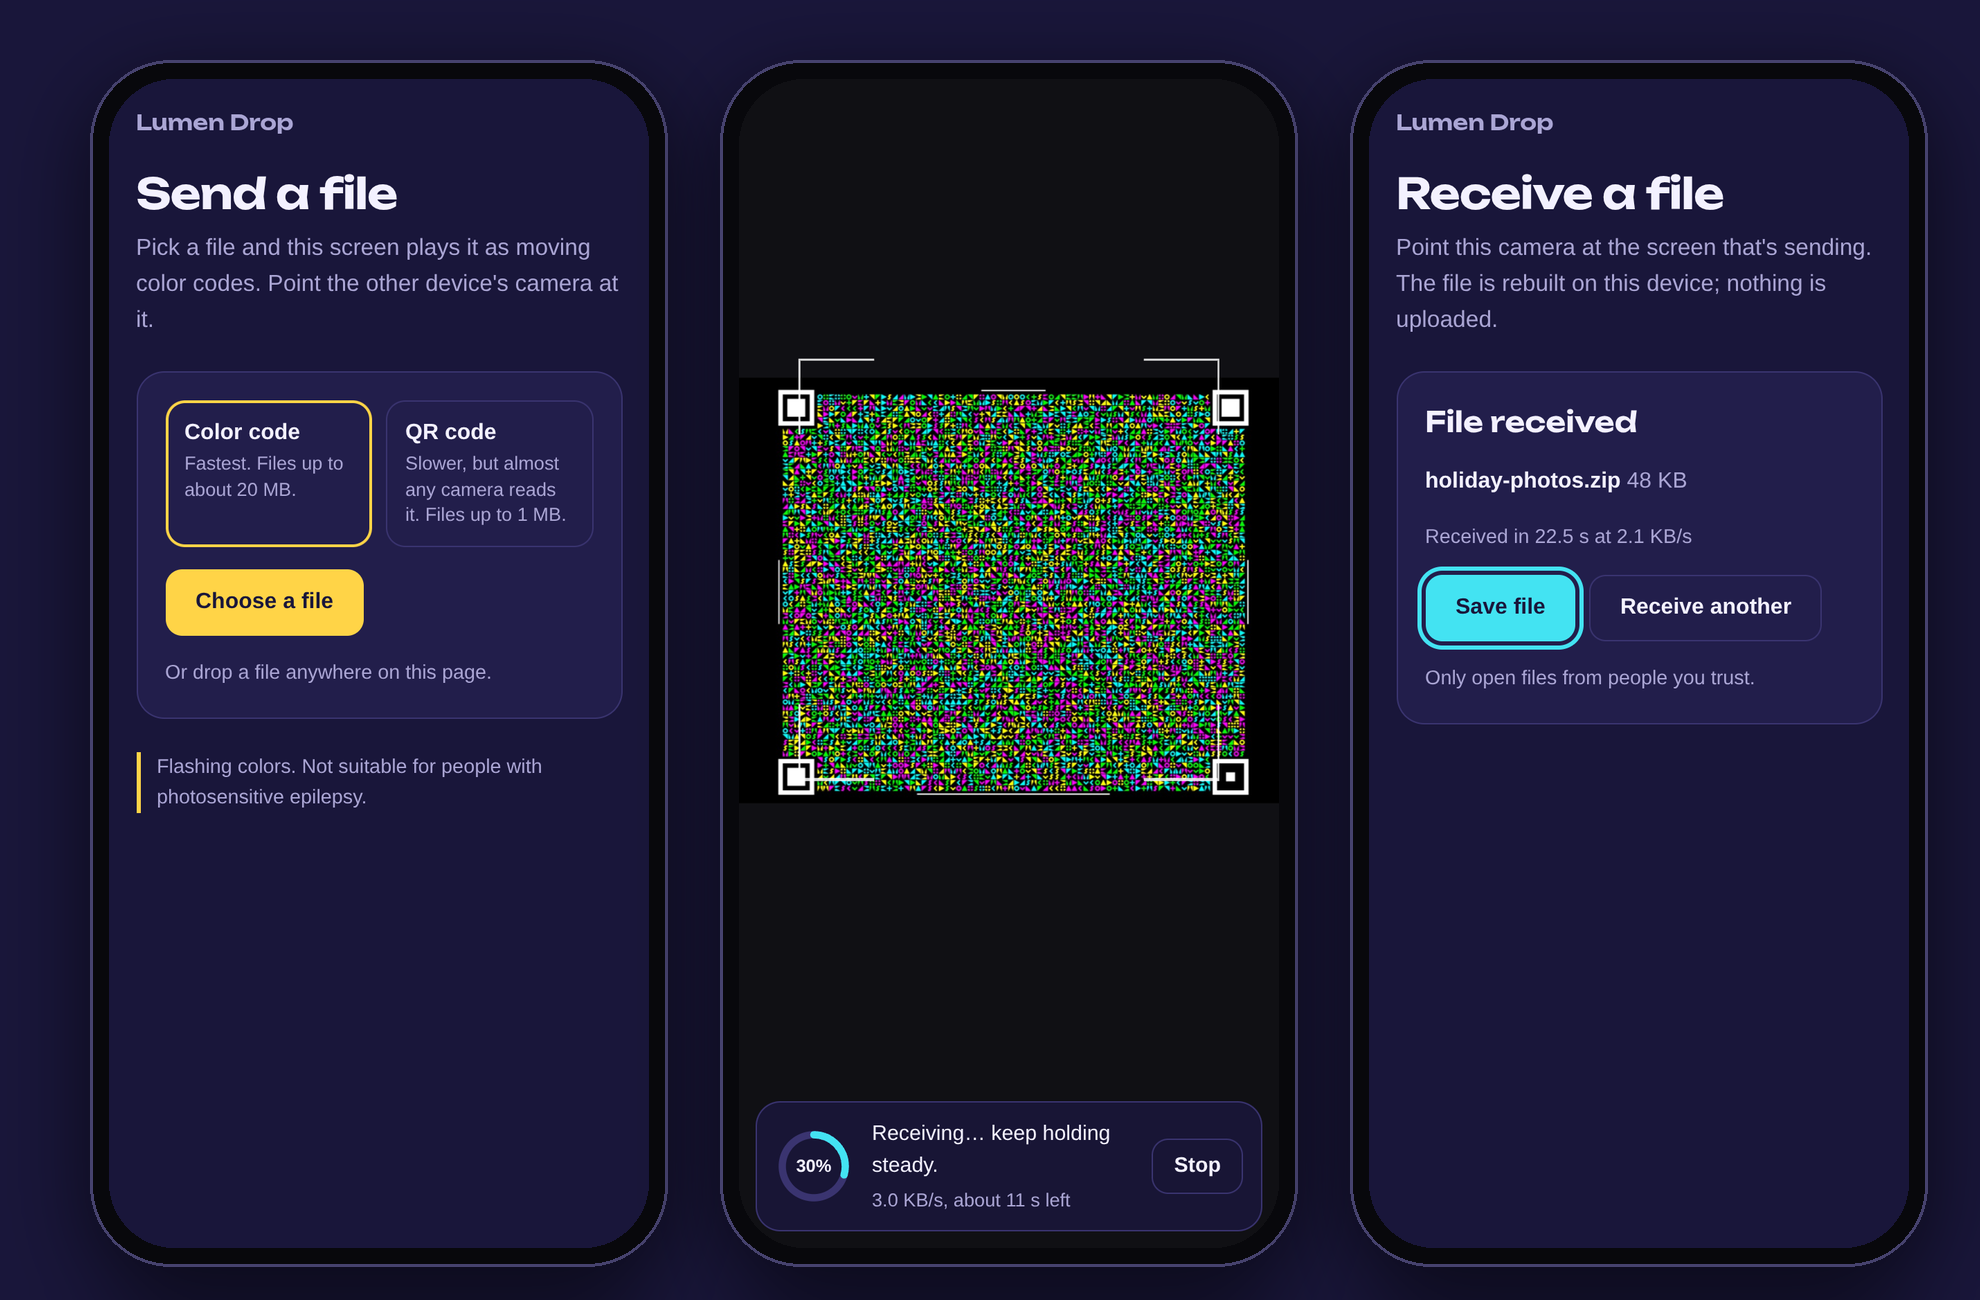 Lumen Drop
Send a file
Pick a file and this screen plays it as moving
color codes. Point the other device's camera at
it.
Color code
Fastest. Files up to
about 20 MB.
QR code
Slower, but almost
any camera reads
it. Files up to 1 MB.
Choose a file
Or drop a file anywhere on this page.
Flashing colors. Not suitable for people with
photosensitive epilepsy.
30%
Receiving… keep holding
steady.
3.0 KB/s, about 11 s left
Stop
Lumen Drop
Receive a file
Point this camera at the screen that's sending.
The file is rebuilt on this device; nothing is
uploaded.
File received
holiday-photos.zip 48 KB
Received in 22.5 s at 2.1 KB/s
Save file
Receive another
Only open files from people you trust.